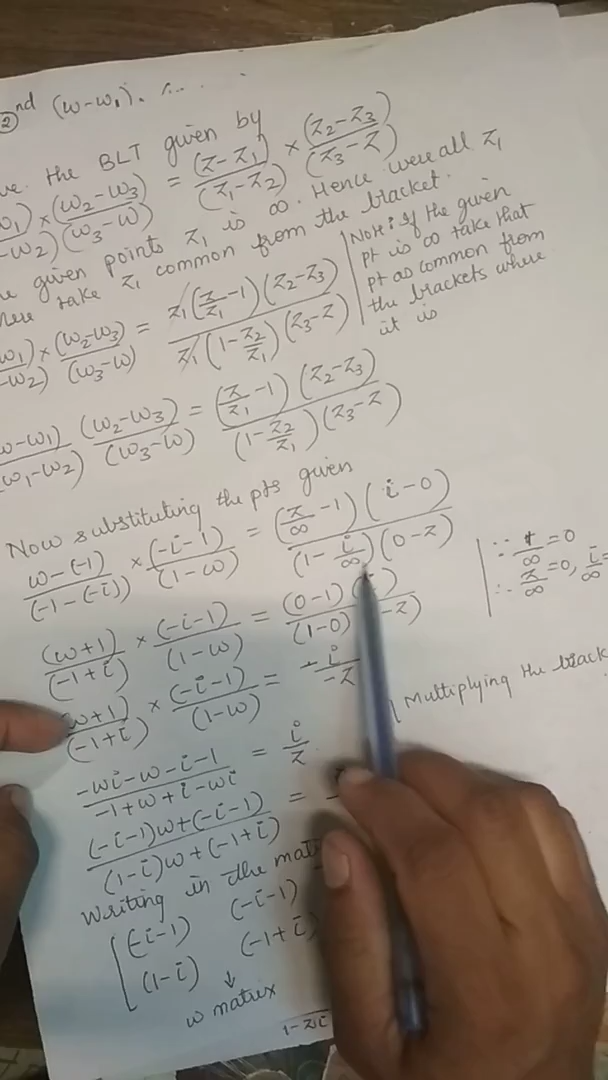 ② nd (w-w₁). ....
the BLT given by
w₁) × (w₂-w₃) / -w₂) (w₃-w) = (z-z₁) / (z₁-z₂) × (z₂-z₃) / (z₃-z)
given points z₁ is ∞. Hence were all z₁
take z₁ common from the bracket.
w₁) × (w₂-w₃) / -w₂) (w₃-w) = z₁(z/z₁ -1) (z₂-z₃) / z₁(1- z₂/z₁) (z₃-z)
Note: If the given
pt is ∞ take that
pt as common from
the brackets where
it is
w-w₁) / (w₁-w₂) (w₂-w₃) / (w₃-w) = (z/z₁ -1) (z₂-z₃) / (1- z₂/z₁) (z₃-z)
Now substituting the pts given
w-(-1) / (-1-(-i)) × (-i-1) / (1-w) = (z/∞ -1) (i-0) / (1- i/∞) (0-z)
∵ 1/∞ =0
∴ z/∞ =0, i/∞ =
(w+1) / (-1+i) × (-i-1) / (1-w) = (0-1) ( / (1-0) -z)
(w+1) / (-1+i) × (-i-1) / (1-w) = -i / -z
Multiplying the
-wi-w-i-1 / -1+w+i-wi = i/z
(-i-1)w+(-i-1) / (1-i)w+(-1+i) =
Writing in the
[ (-i-1) (-i-1)
(1-i) (-1+i)
↓
w matrix
1-zi